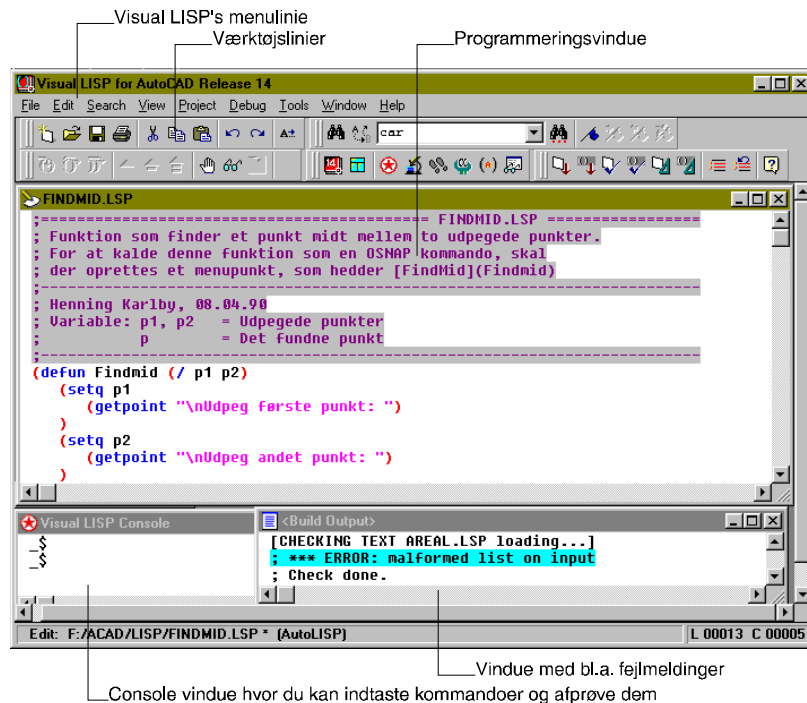 Visual LISP's menulinie
Værktøjslinier
Programmeringsvindue
Visual LISP for AutoCAD Release 14
File Edit Search View Project Debug Tools Window Help
car
FINDMID.LSP
;=========================================== FINDMID.LSP =================
; Funktion som finder et punkt midt mellem to udpegede punkter.
; For at kalde denne funktion som en OSNAP kommando, skal
; der oprettes et menupunkt, som hedder [FindMid](Findmid)
;-------------------------------------------------------------------------
; Henning Karlby, 08.04.90
; Variable: p1, p2 = Udpegede punkter
; p = Det fundne punkt
;-------------------------------------------------------------------------
(defun Findmid (/ p1 p2)
(setq p1
(getpoint "\nUdpeg første punkt: ")
)
(setq p2
(getpoint "\nUdpeg andet punkt: ")
)
Visual LISP Console
_$
_$
<Build Output>
[CHECKING TEXT AREAL.LSP loading...]
; *** ERROR: malformed list on input
; Check done.
Edit: F:/ACAD/LISP/FINDMID.LSP * (AutoLISP)
L 00013 C 00005
Vindue med bl.a. fejlmeldinger
Console vindue hvor du kan indtaste kommandoer og afprøve dem